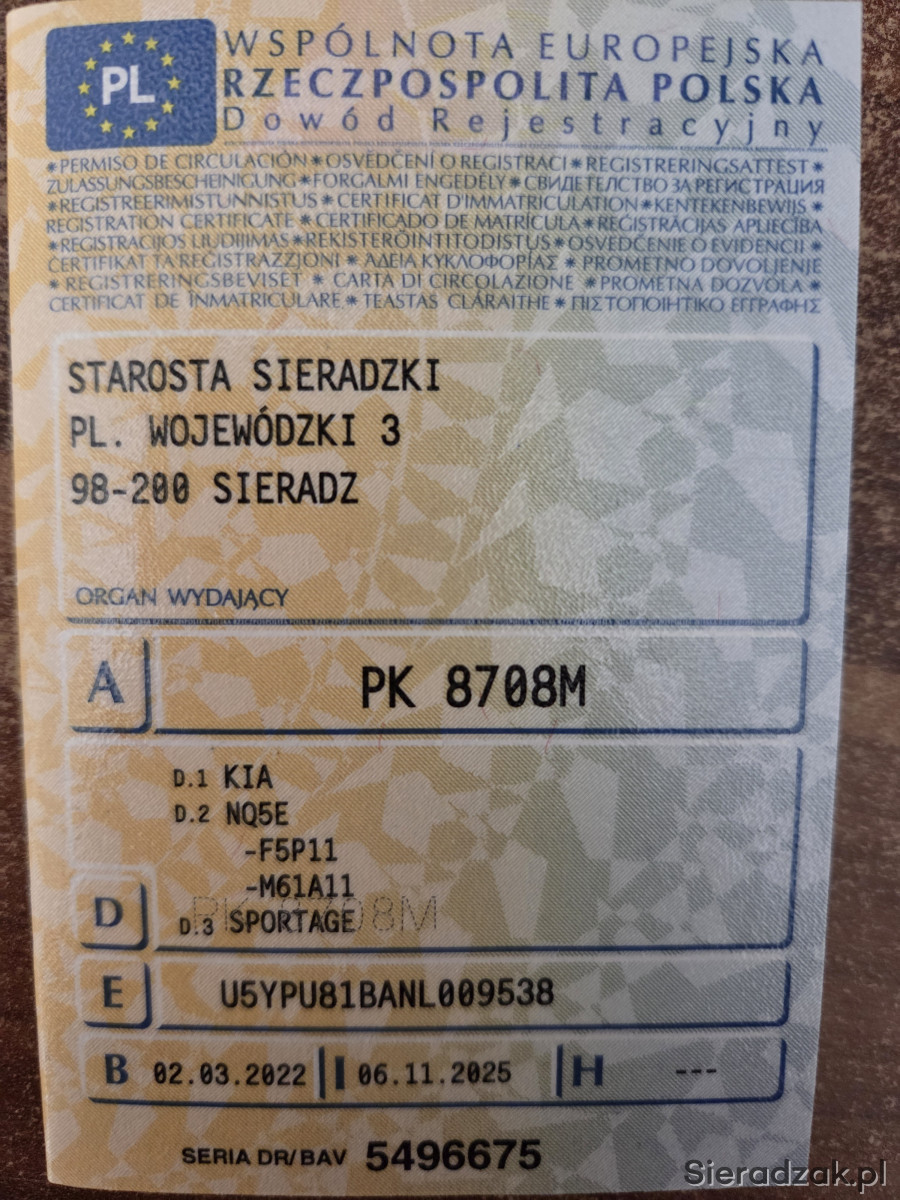 PL
WSPÓLNOTA EUROPEJSKA
RZECZPOSPOLITA POLSKA
Dowód Rejestracyjny
*PERMISO DE CIRCULACIÓN*OSVĚDČENÍ O REGISTRACI*REGISTRERINGSATTEST*
ZULASSUNGSBESCHEINIGUNG*FORGALMI ENGEDÉLY*СВИДЕТЕЛСТВО ЗА РЕГИСТРАЦИЯ
*REGISTREERIMISTUNNISTUS*CERTIFICAT D'IMMATRICULATION*KENTEKENBEWIJS*
REGISTRATION CERTIFICATE*CERTIFICADO DE MATRÍCULA*REĢISTRĀCIJAS APLIECĪBA
*REGISTRACIJOS LIUDIJIMAS*REKISTERÖINTITODISTUS*OSVEDČENIE O EVIDENCII*
ĊERTIFIKAT TA'REĠISTRAZZJONI*ΑΔΕΙΑ ΚΥΚΛΟΦΟΡΙΑΣ*PROMETNO DOVOLJENJE
*REGISTRERINGSBEVISET*CARTA DI CIRCOLAZIONE*PROMETNA DOZVOLA*
CERTIFICAT DE ÎNMATRICULARE*TEASTAS CLÁRAITHE*ΠΙΣΤΟΠΟΙΗΤΙΚΟ ΕΓΓΡΑΦΗΣ
STAROSTA SIERADZKI
PL. WOJEWÓDZKI 3
98-200 SIERADZ
ORGAN WYDAJĄCY
A PK 8708M
D.1 KIA
D.2 NQ5E
-F5P11
-M61A11
PK 8708M
D D.3 SPORTAGE
E U5YPU81BANL009538
B 02.03.2022 I 06.11.2025 H ---
SERIA DR/BAV 5496675
Sieradzak.pl